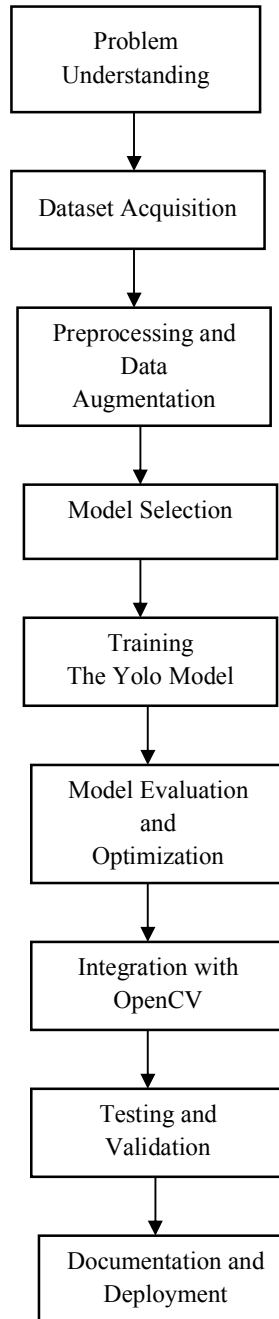 Problem
Understanding
Dataset Acquisition
Preprocessing and
Data
Augmentation
Model Selection
Training
The Yolo Model
Model Evaluation
and
Optimization
Integration with
OpenCV
Testing and
Validation
Documentation and
Deployment